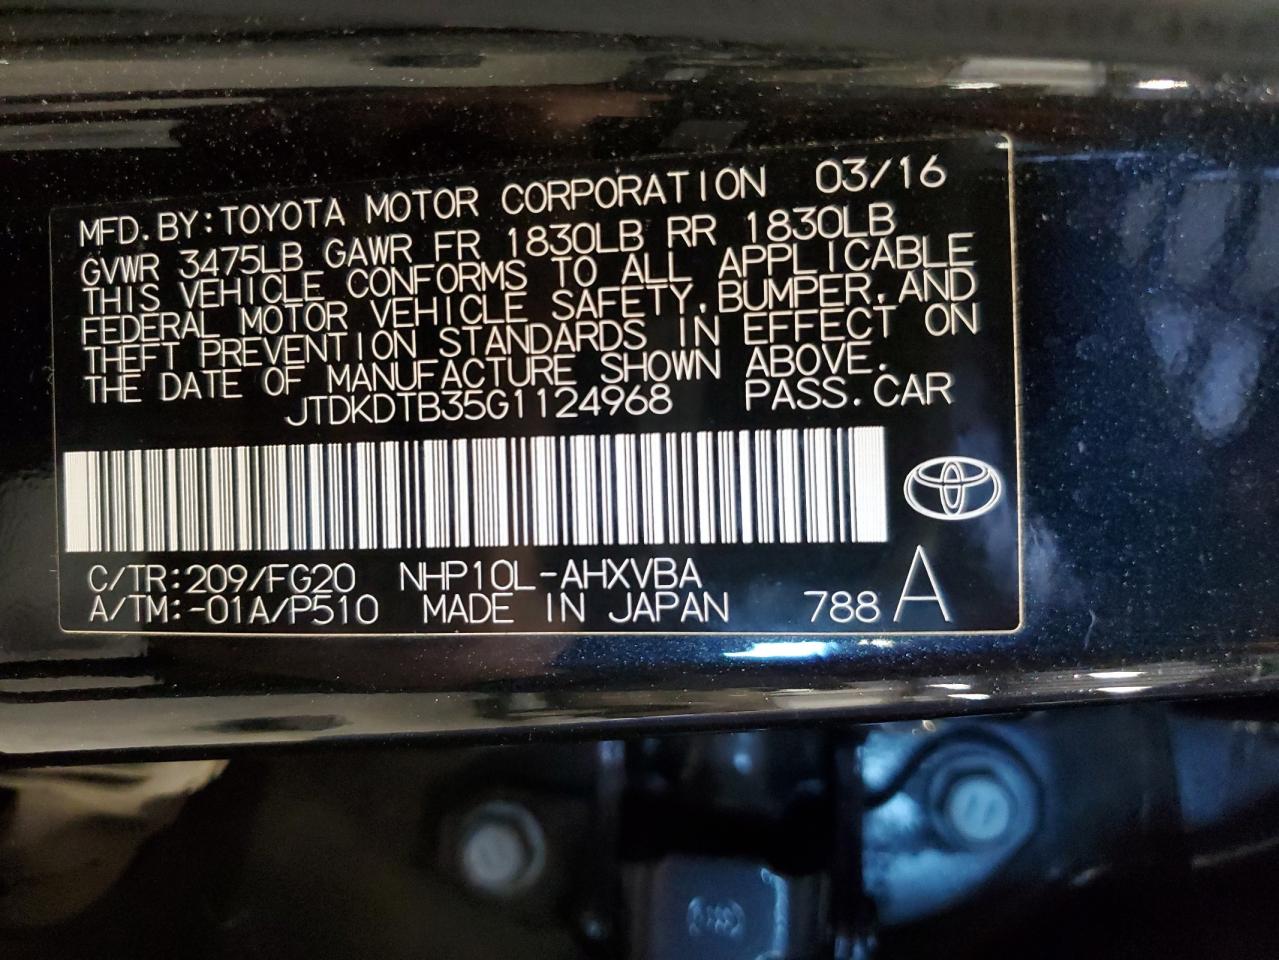 MFD.BY:TOYOTA MOTOR CORPORATION 03/16
GVWR 3475LB GAWR FR 1830LB RR 1830LB
THIS VEHICLE CONFORMS TO ALL APPLICABLE
FEDERAL MOTOR VEHICLE SAFETY,BUMPER,AND
THEFT PREVENTION STANDARDS IN EFFECT ON
THE DATE OF MANUFACTURE SHOWN ABOVE.
JTDKDTB35G1124968 PASS.CAR
C/TR:209/FG20 NHP10L-AHXVBA
A/TM:-01A/P510 MADE IN JAPAN 788 A